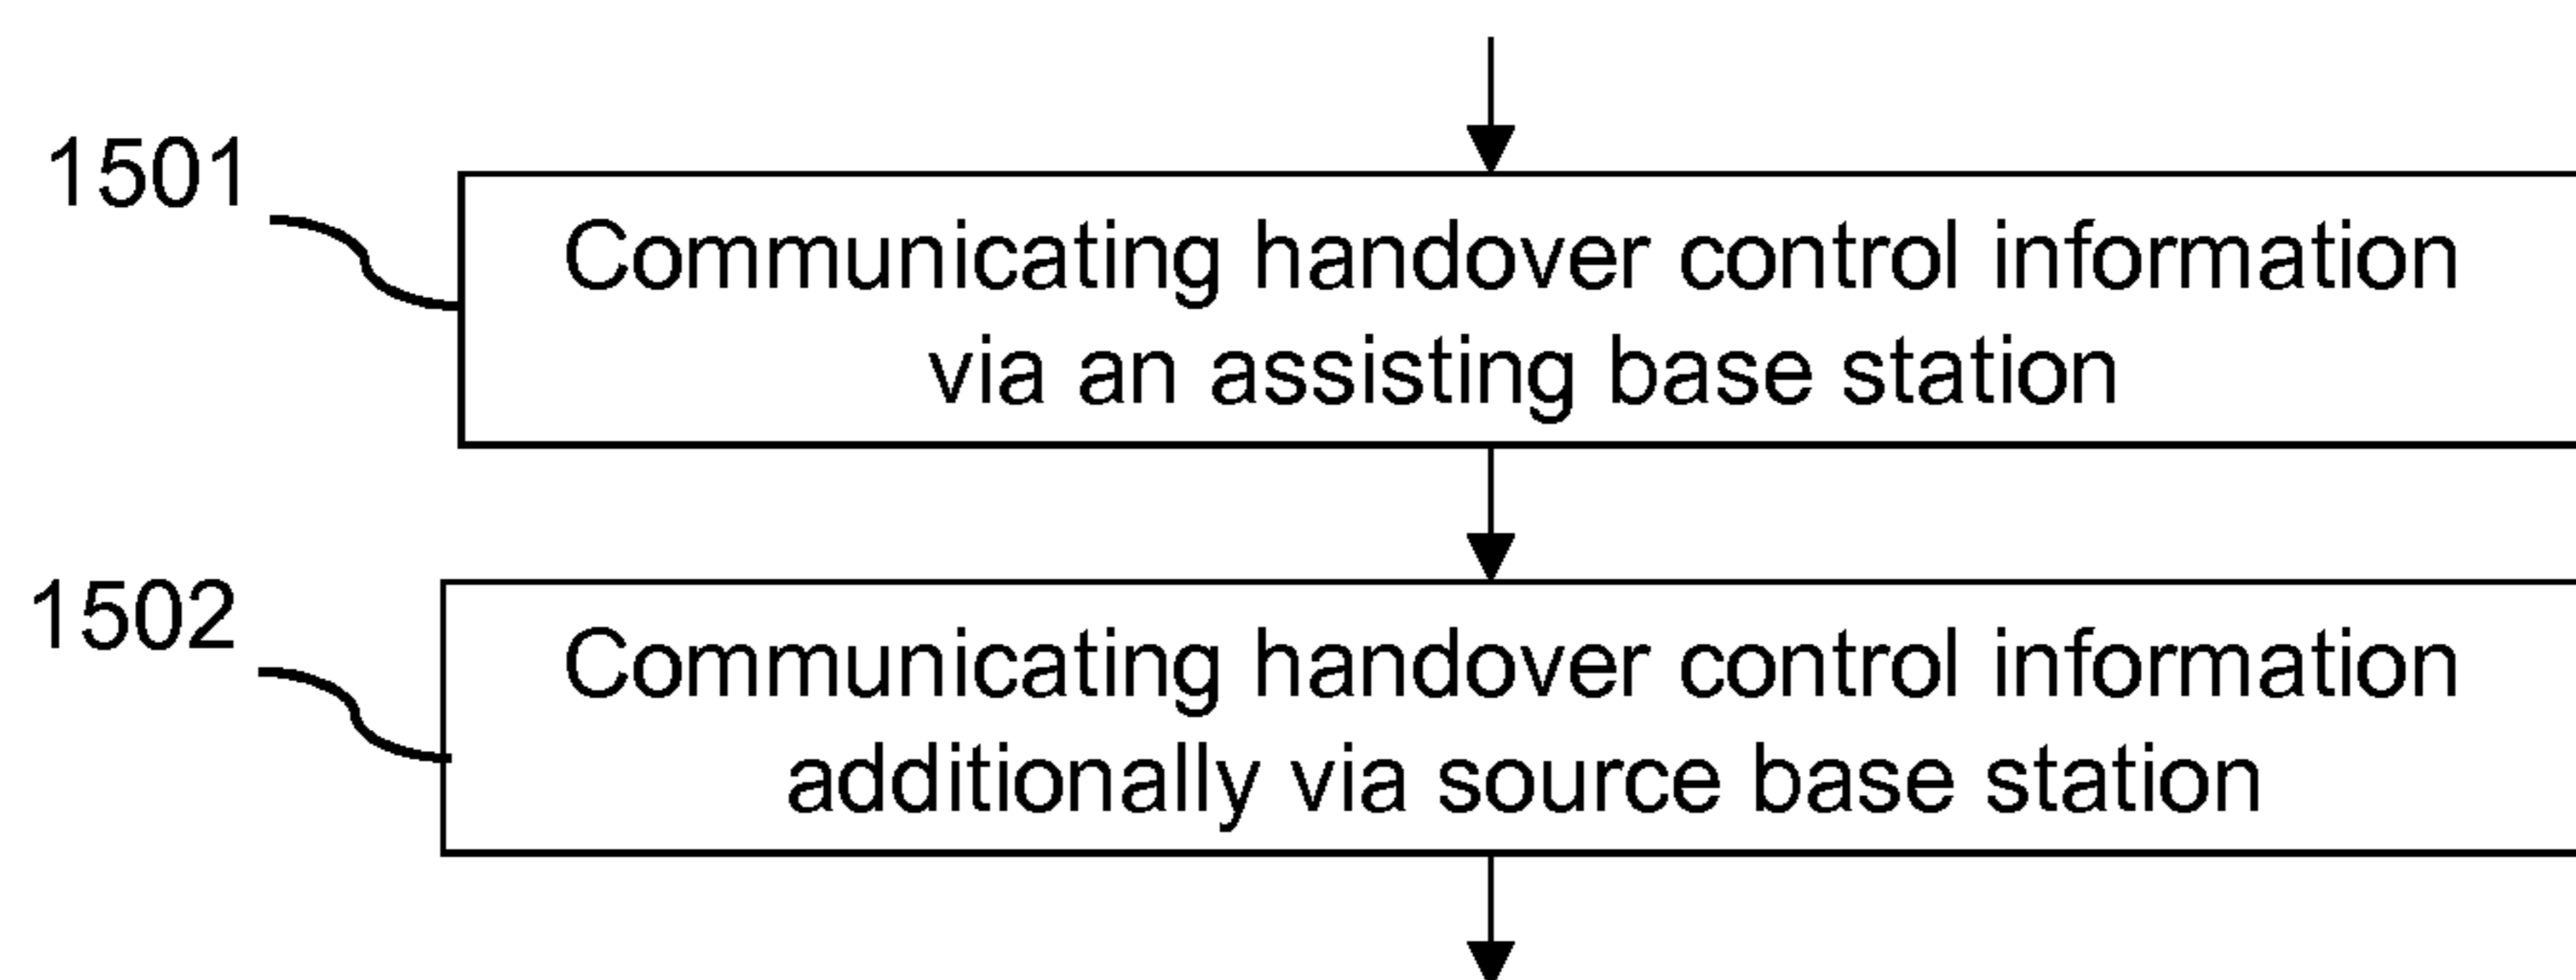 1501
Communicating handover control information
via an assisting base station
1502
Communicating handover control information
additionally via source base station